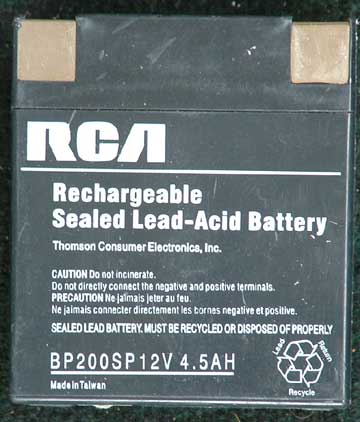 RCA
Rechargeable
Sealed Lead-Acid Battery
Thomson Consumer Electronics, Inc.
CAUTION Do not incinerate.
Do not directly connect the negative and positive terminals.
PRECAUTION Ne jaimais jeter au feu.
Ne jaimais connecter directement les bornes negative et positive.
SEALED LEAD BATTERY. MUST BE RECYCLED OR DISPOSED OF PROPERLY
BP200SP 12V 4.5AH
Made in Taiwan
Lead
Return
Recycle